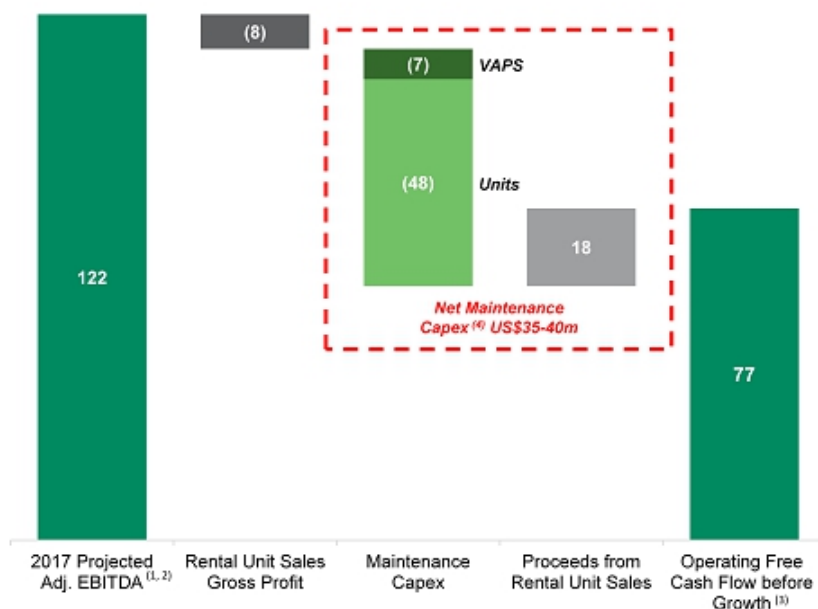 (8)
(7) VAPS
(48) Units
122
18
Net Maintenance
Capex (4) US$35-40m
77
2017 Projected
Adj. EBITDA (1, 2)
Rental Unit Sales
Gross Profit
Maintenance
Capex
Proceeds from
Rental Unit Sales
Operating Free
Cash Flow before
Growth (3)